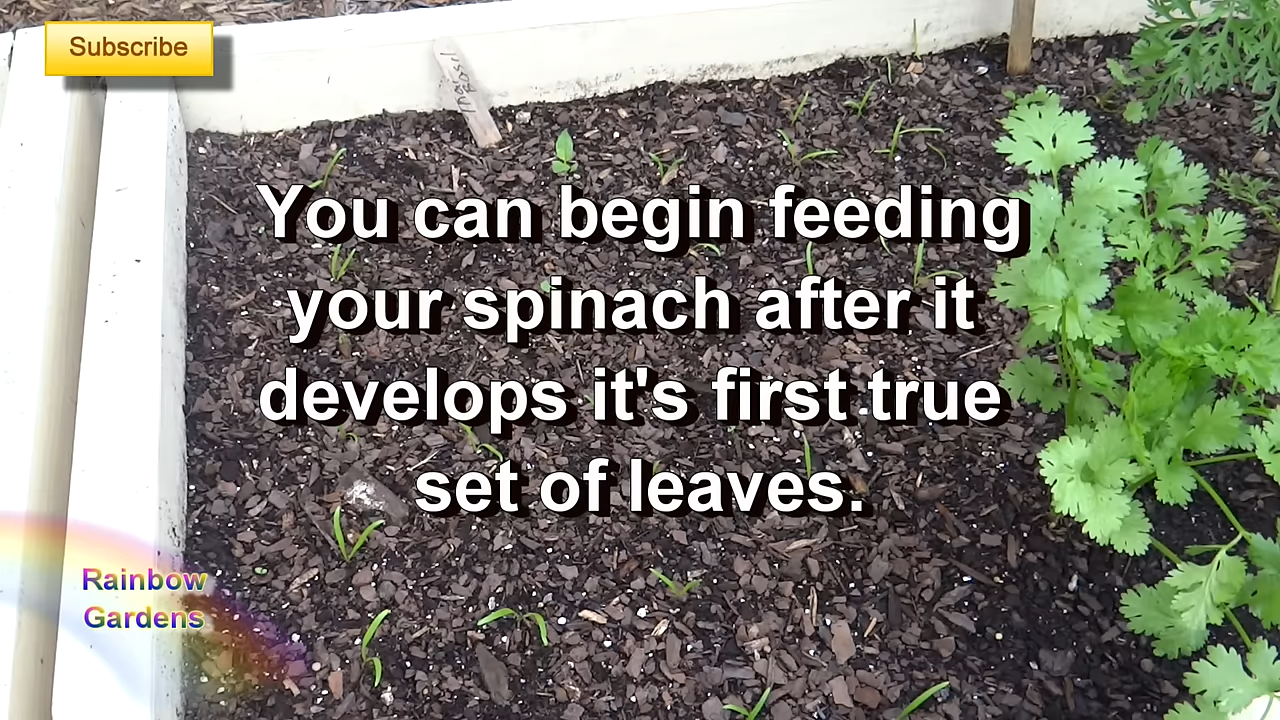 Subscribe
You can begin feeding
your spinach after it
develops it's first true
set of leaves.
Rainbow
Gardens